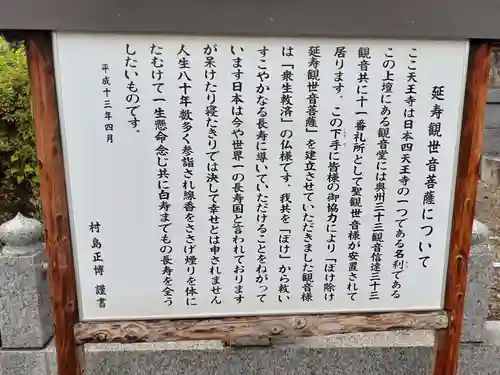 延寿観世音菩薩について
ここ天王寺は日本四天王寺の一つである名刹である
この上壇にある観音堂には奥州三十三観音信達三十三
観音共に十一番札所として聖観世音様が安置されて
居ります。この下手に皆様の御協力により「ぼけ除け
延寿観世音菩薩」を建立させていただきました観音様
は「衆生救済」の仏様です。我共を「ぼけ」から救い
すこやかなる長寿に導いていただけることをねがって
います日本は今や世界一の長寿国と言われております
が呆けたり寝たきりでは決して幸せとは申されません
人生八十年数多く参詣され線香をささげ煙りを体に
たむけて一生懸命念じ共に白寿までもの長寿を全う
したいものです。
平成十三年四月
村島正博 謹書